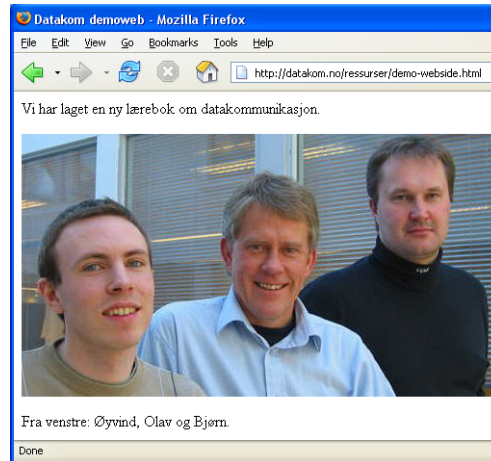 Datakom demoweb - Mozilla Firefox
File Edit View Go Bookmarks Tools Help
http://datakom.no/ressurser/demo-webside.html
Vi har laget en ny lærebok om datakommunikasjon.
Fra venstre: Øyvind, Olav og Bjørn.
Done